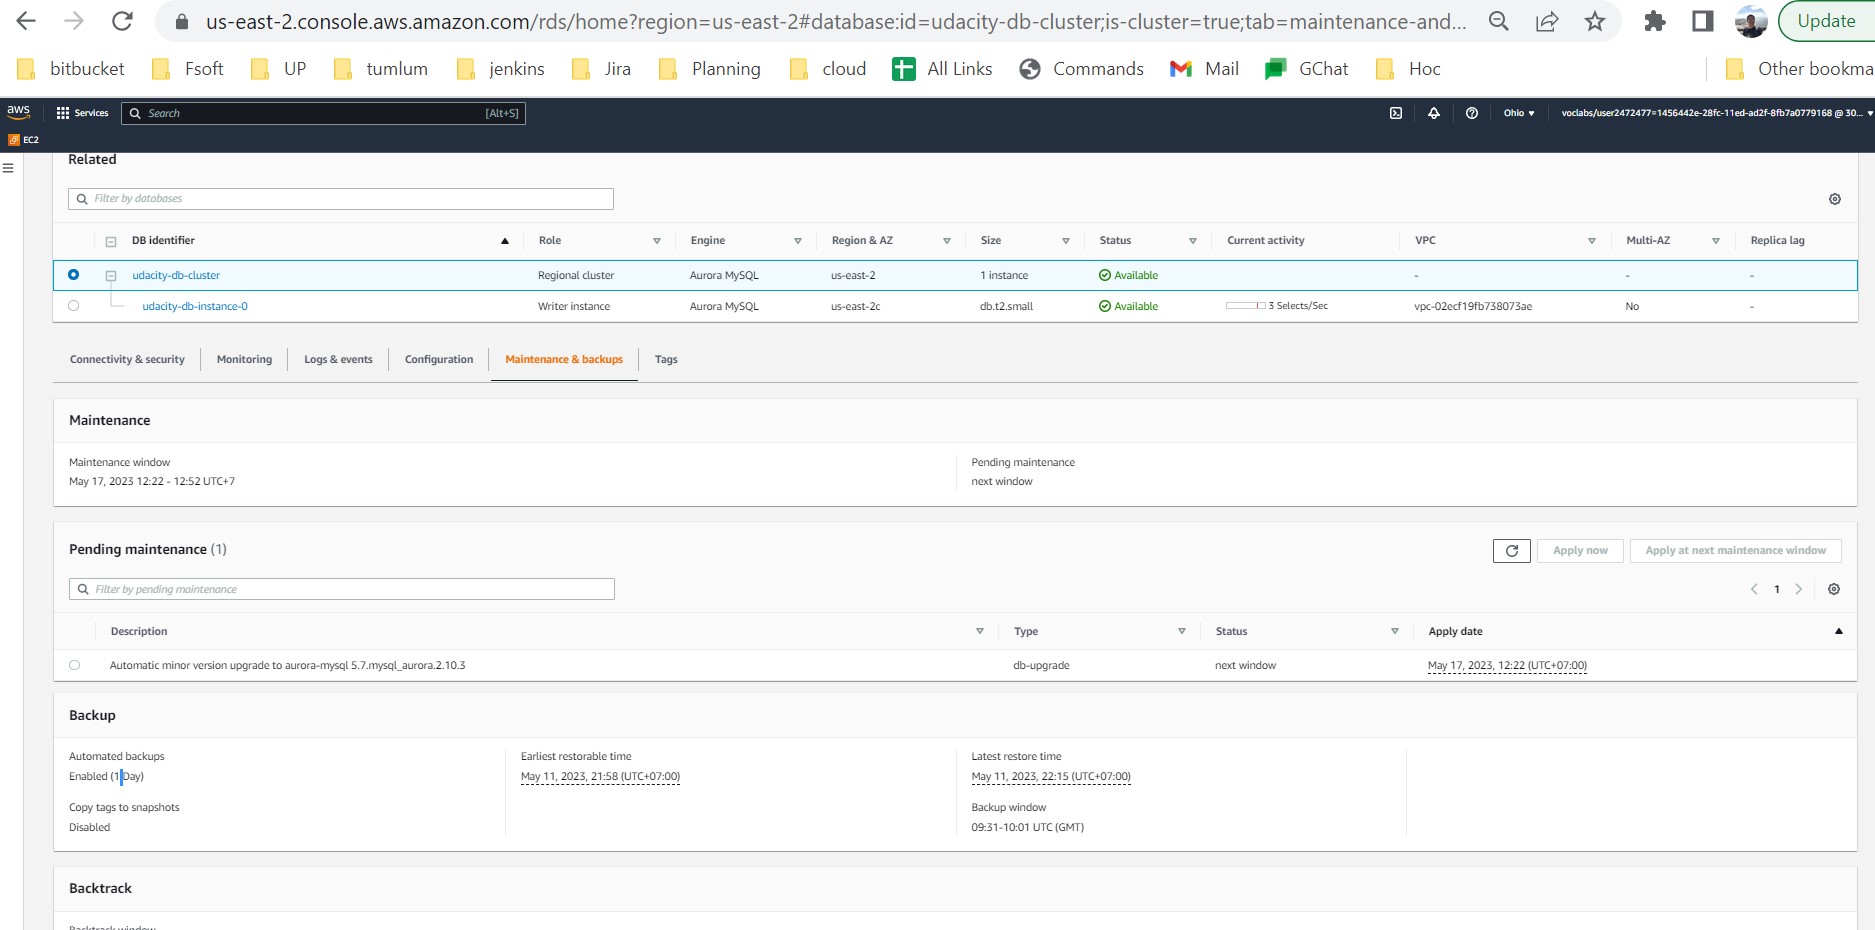 us-east-2.console.aws.amazon.com/rds/home?region=us-east-2#database:id=udacity-db-cluster;is-cluster=true;tab=maintenance-and... Update
bitbucket Fsoft UP tumlum jenkins Jira Planning cloud All Links Commands Mail GChat Hoc Other bookma
aws Services Search [Alt+S] Ohio ▼ voclabs/user2472477=1456442e-28fc-11ed-ad2f-8fb7a0779168 @ 30... ▼
EC2
Related
Filter by databases
DB identifier Role Engine Region & AZ Size Status Current activity VPC Multi-AZ Replica lag
udacity-db-cluster Regional cluster Aurora MySQL us-east-2 1 instance Available - - -
udacity-db-instance-0 Writer instance Aurora MySQL us-east-2c db.t2.small Available 3 Selects/Sec vpc-02ecf19fb738073ae No -
Connectivity & security Monitoring Logs & events Configuration Maintenance & backups Tags
Maintenance
Maintenance window Pending maintenance
May 17, 2023 12:22 - 12:52 UTC+7 next window
Pending maintenance (1) Apply now Apply at next maintenance window
Filter by pending maintenance 1
Description Type Status Apply date
Automatic minor version upgrade to aurora-mysql 5.7.mysql_aurora.2.10.3 db-upgrade next window May 17, 2023, 12:22 (UTC+07:00)
Backup
Automated backups Earliest restorable time Latest restore time
Enabled (1 Day) May 11, 2023, 21:58 (UTC+07:00) May 11, 2023, 22:15 (UTC+07:00)
Copy tags to snapshots Backup window
Disabled 09:31-10:01 UTC (GMT)
Backtrack
Backtrack window